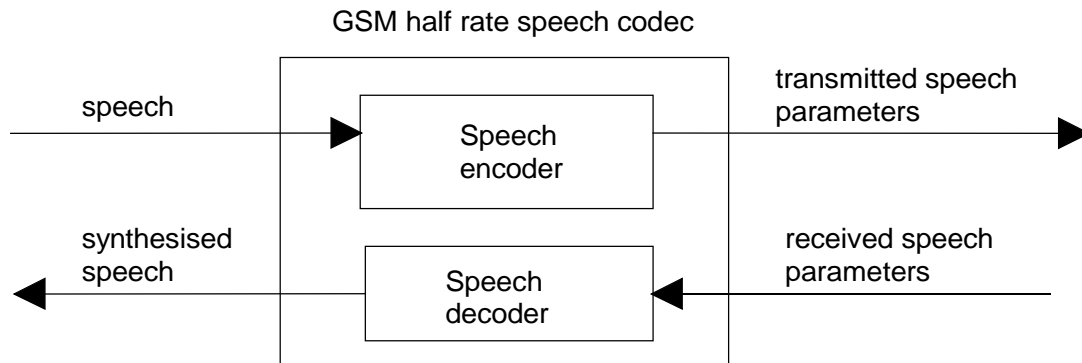 GSM half rate speech codec
speech
transmitted speech
parameters
Speech
encoder
synthesised
speech
received speech
parameters
Speech
decoder